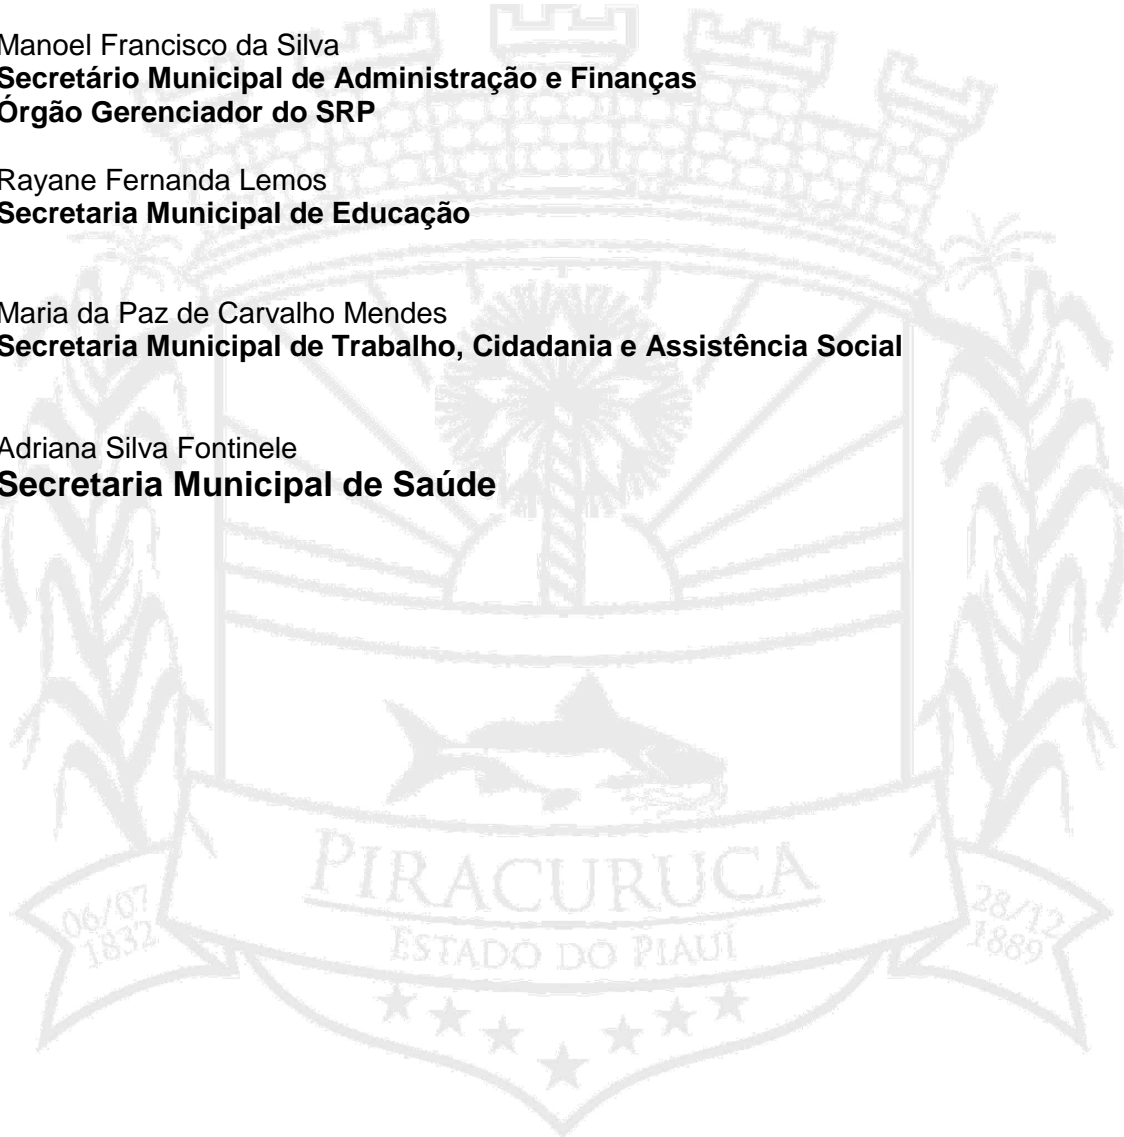 Manoel Francisco da Silva
Secretário Municipal de Administração e Finanças
Órgão Gerenciador do SRP
Rayane Fernanda Lemos
Secretaria Municipal de Educação
Maria da Paz de Carvalho Mendes
Secretaria Municipal de Trabalho, Cidadania e Assistência Social
Adriana Silva Fontinele
Secretaria Municipal de Saúde
PIRACURUCA
06/07
1832
ESTADO DO PIAUÍ
28/12
1889